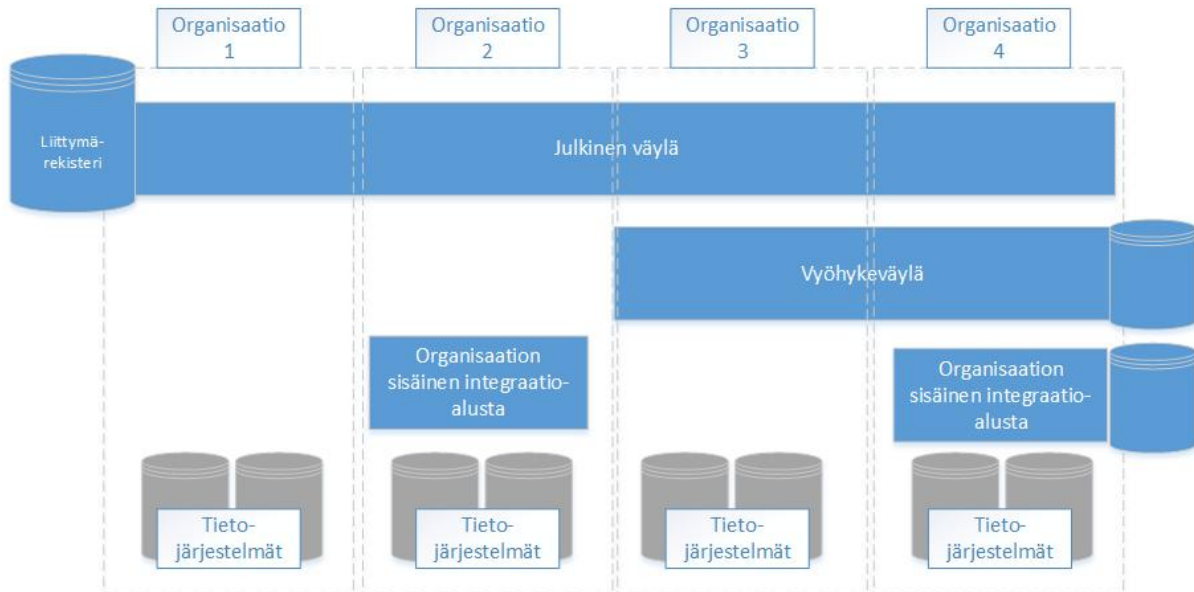 Organisaatio
1
Organisaatio
2
Organisaatio
3
Organisaatio
4
Liittymä-
rekisteri
Julkinen väylä
Vyöhykeväylä
Organisaation
sisäinen integraatio-
alusta
Organisaation
sisäinen integraatio-
alusta
Tieto-
järjestelmät
Tieto-
järjestelmät
Tieto-
järjestelmät
Tieto-
järjestelmät